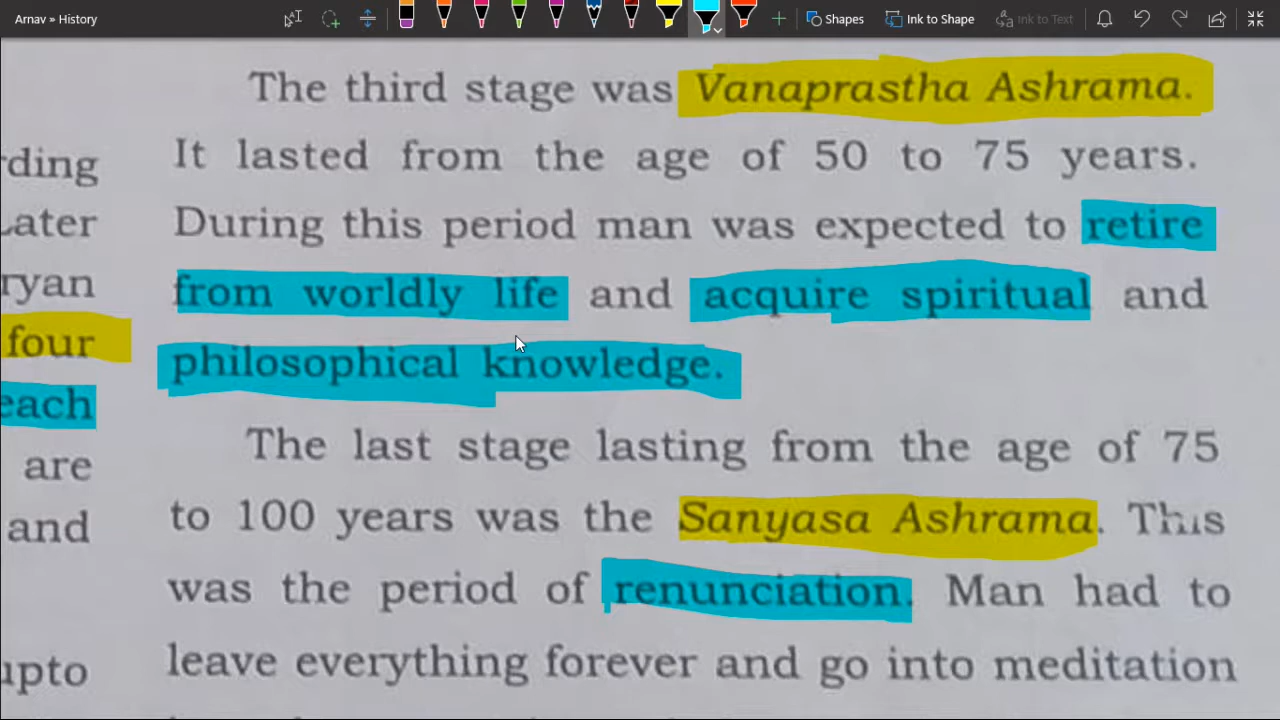 Arnav » History
Shapes
Ink to Shape
Ink to Text
ding
Later
ryan
four
each
are
and
upto
The third stage was Vanaprastha Ashrama.
It lasted from the age of 50 to 75 years.
During this period man was expected to retire
from worldly life and acquire spiritual and
philosophical knowledge.
The last stage lasting from the age of 75
to 100 years was the Sanyasa Ashrama. This
was the period of renunciation. Man had to
leave everything forever and go into meditation